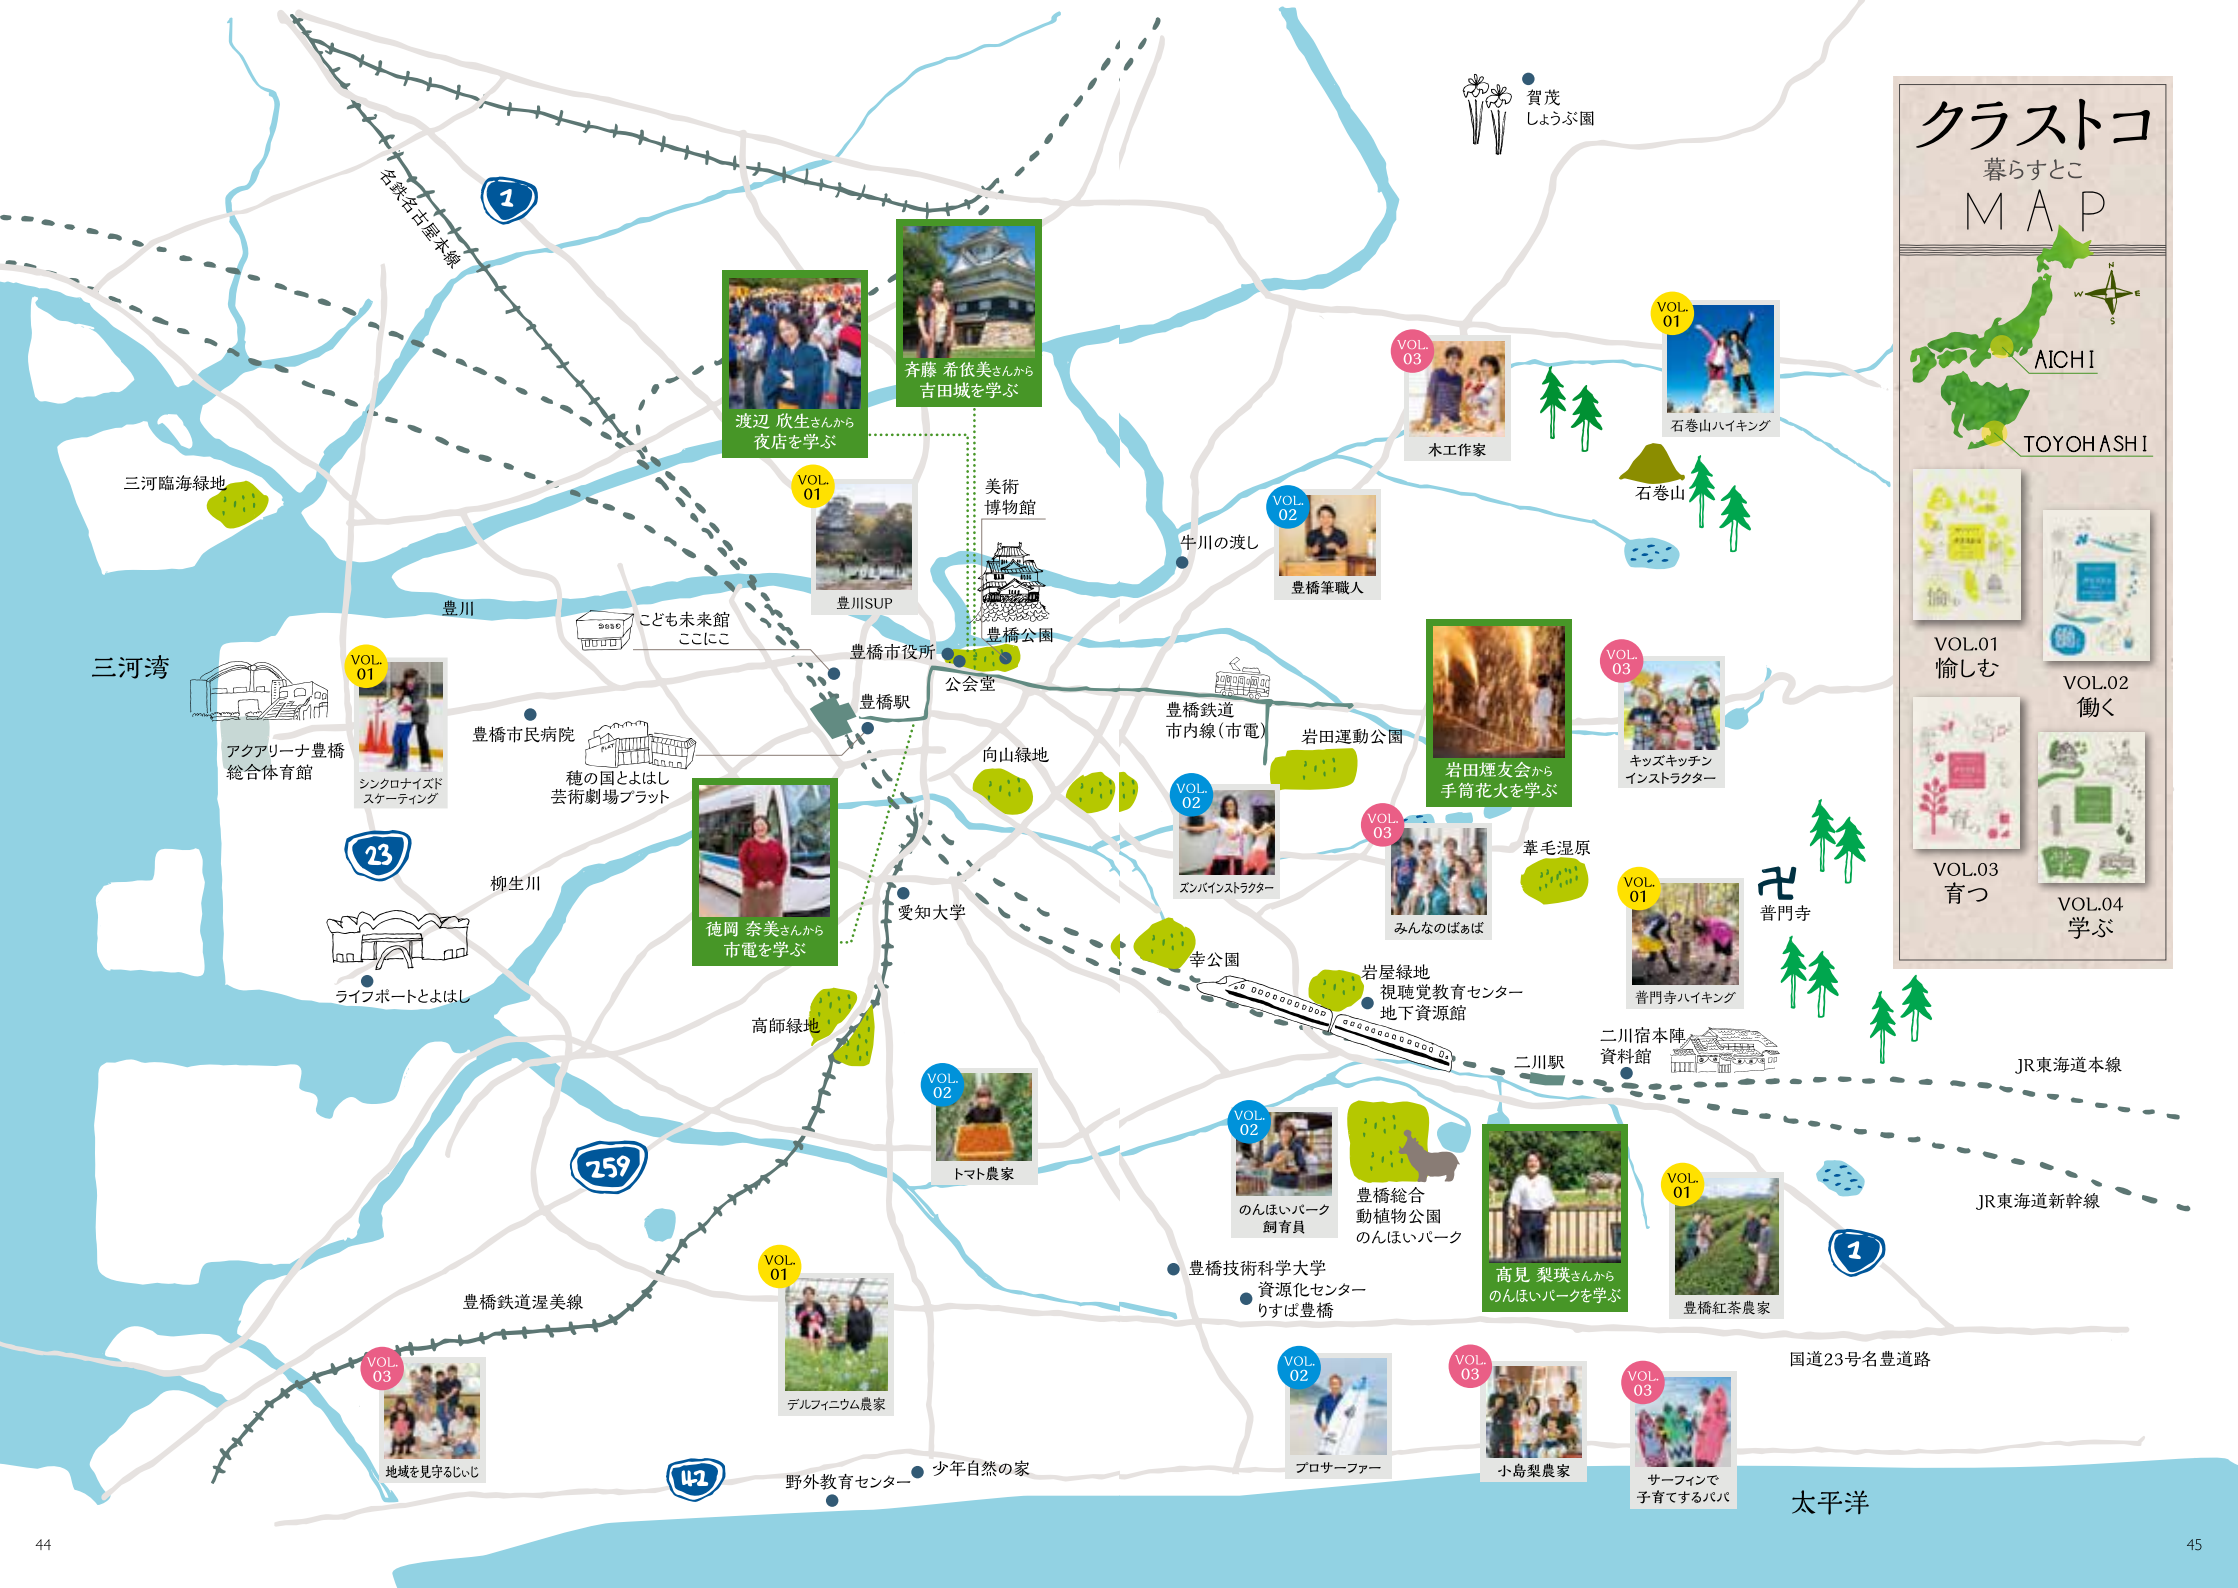 クラストコ
暮らすとこ
MAP
N
W
E
S
AICHI
TOYOHASHI
VOL.01
愉しむ
VOL.02
働く
VOL.03
育つ
VOL.04
学ぶ
賀茂
しょうぶ園
名鉄名古屋本線
1
斉藤 希依美さんから
吉田城を学ぶ
渡辺 欣生さんから
夜店を学ぶ
VOL.
01
石巻山ハイキング
VOL.
03
木工作家
石巻山
三河臨海緑地
VOL.
01
豊川SUP
美術
博物館
牛川の渡し
VOL.
02
豊橋筆職人
豊川
こども未来館
ここにこ
豊橋市役所
豊橋公園
公会堂
三河湾
アクアリーナ豊橋
総合体育館
VOL.
01
シンクロナイズド
スケーティング
豊橋市民病院
穂の国とよはし
芸術劇場プラット
PLAT
豊橋駅
豊橋鉄道
市内線(市電)
向山緑地
岩田運動公園
岩田煙友会から
手筒花火を学ぶ
VOL.
03
キッズキッチン
インストラクター
23
柳生川
徳岡 奈美さんから
市電を学ぶ
愛知大学
VOL.
02
ズンバインストラクター
VOL.
03
みんなのばぁば
葦毛湿原
VOL.
01
普門寺ハイキング
卍
普門寺
ライフポートとよはし
高師緑地
幸公園
岩屋緑地
視聴覚教育センター
地下資源館
二川駅
二川宿本陣
資料館
JR東海道本線
JR東海道新幹線
VOL.
02
トマト農家
259
VOL.
02
のんほいパーク
飼育員
豊橋総合
動植物公園
のんほいパーク
高見 梨瑛さんから
のんほいパークを学ぶ
VOL.
01
豊橋紅茶農家
1
豊橋技術科学大学
資源化センター
りすぱ豊橋
豊橋鉄道渥美線
VOL.
01
デルフィニウム農家
VOL.
03
地域を見守るじぃじ
42
野外教育センター
少年自然の家
VOL.
02
プロサーファー
VOL.
03
小島梨農家
VOL.
03
サーフィンで
子育てするパパ
国道23号名豊道路
太平洋
44
45